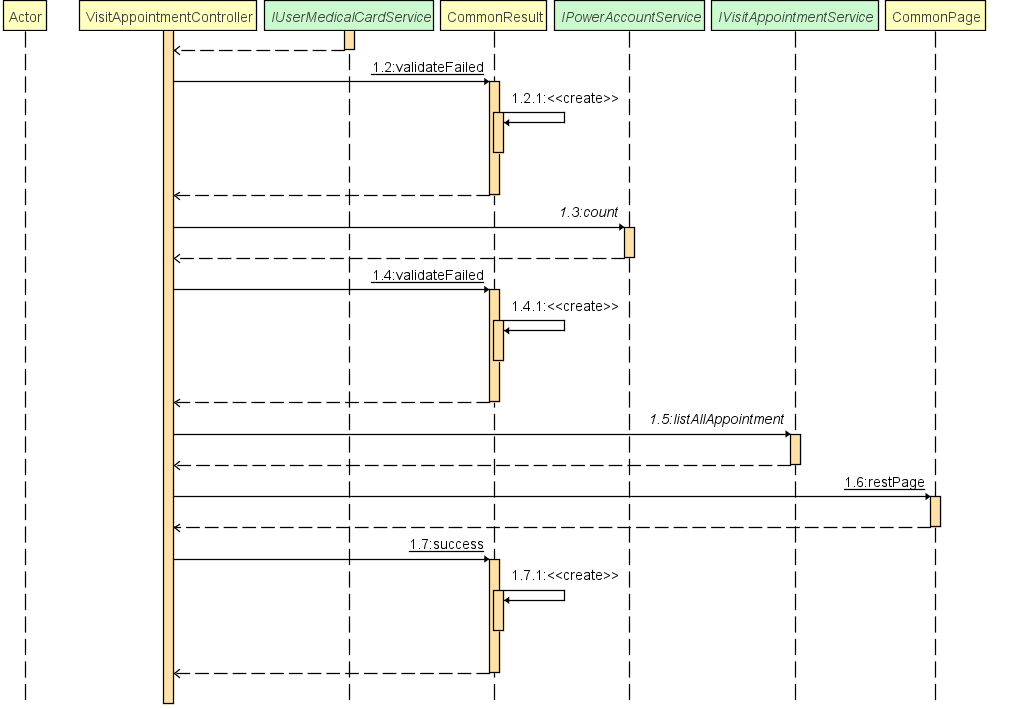 Actor
VisitAppointmentController
IUserMedicalCardService
CommonResult
IPowerAccountService
IVisitAppointmentService
CommonPage
1.2:validateFailed
1.2.1:<<create>>
1.3:count
1.4:validateFailed
1.4.1:<<create>>
1.5:listAllAppointment
1.6:restPage
1.7:success
1.7.1:<<create>>